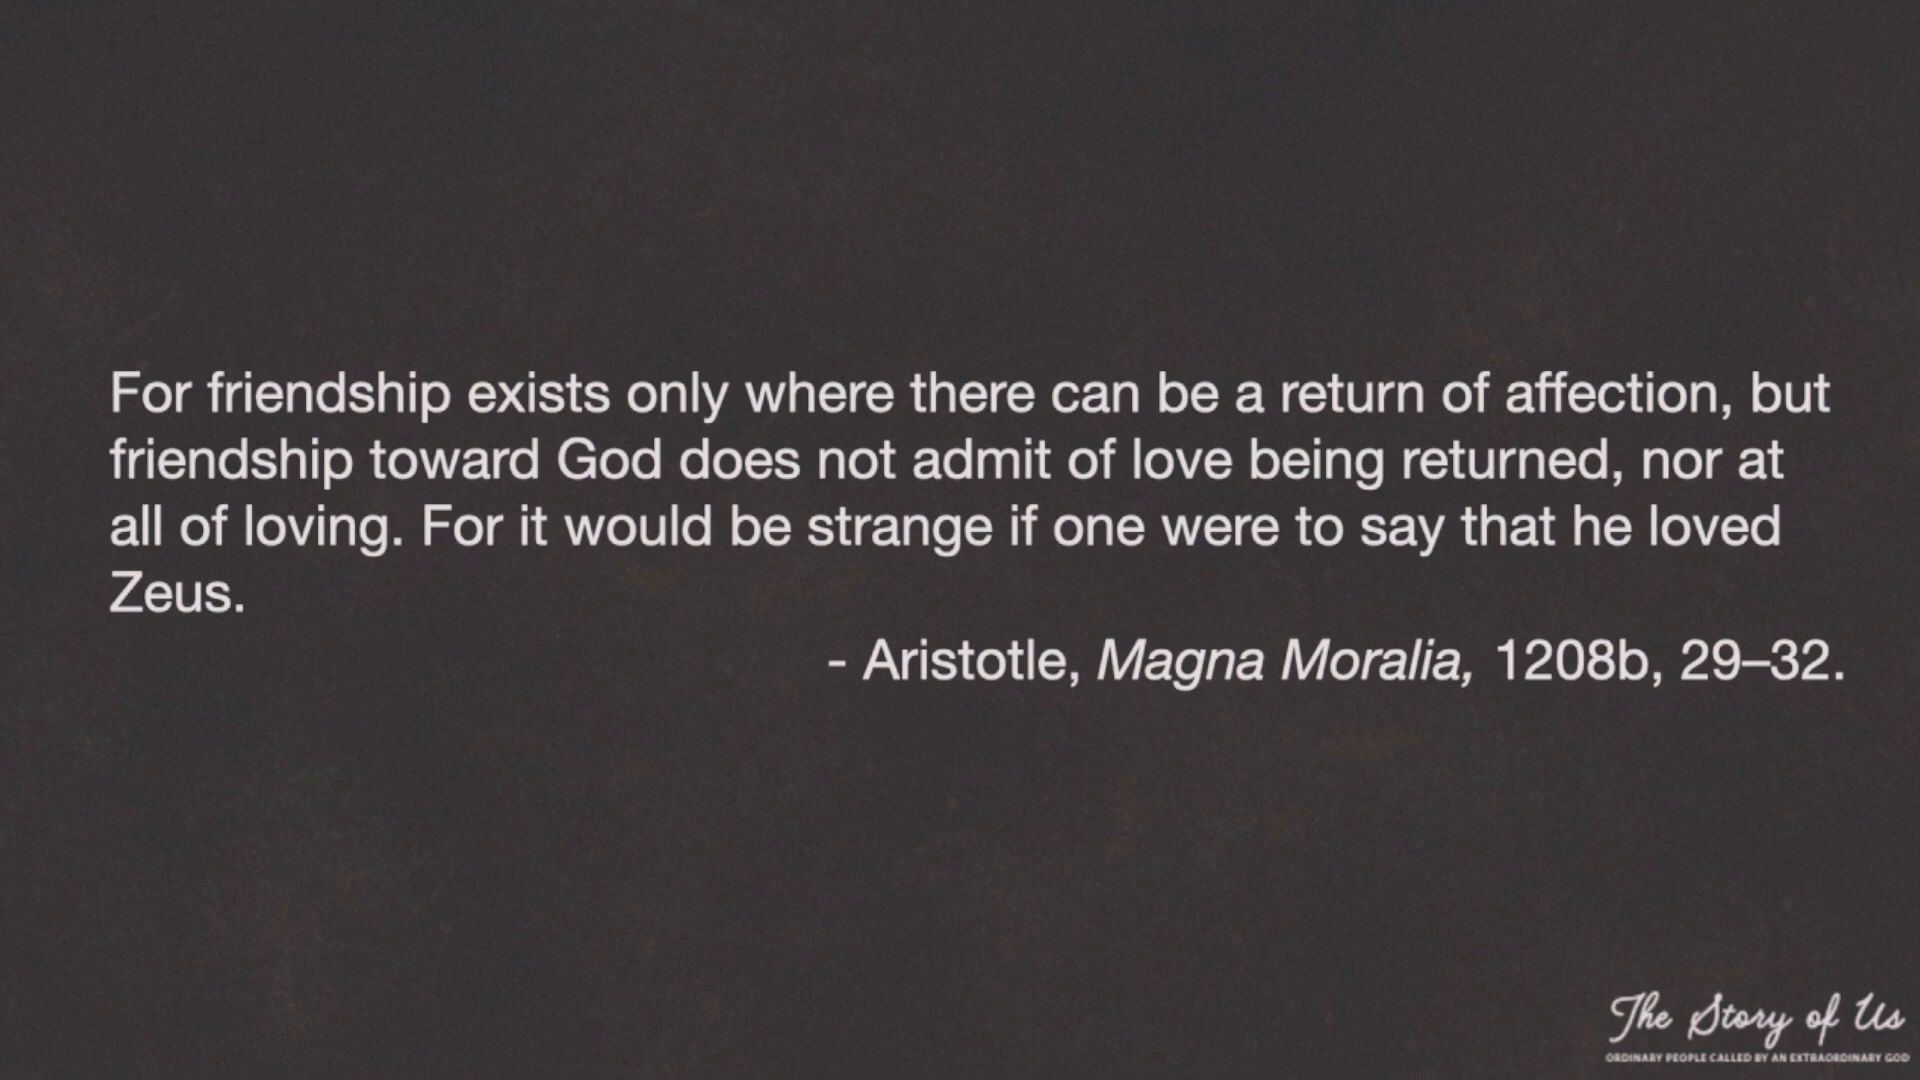 For friendship exists only where there can be a return of affection, but
friendship toward God does not admit of love being returned, nor at
all of loving. For it would be strange if one were to say that he loved
Zeus.
- Aristotle, Magna Moralia, 1208b, 29–32.
The Story of Us
ORDINARY PEOPLE CALLED BY AN EXTRAORDINARY GOD